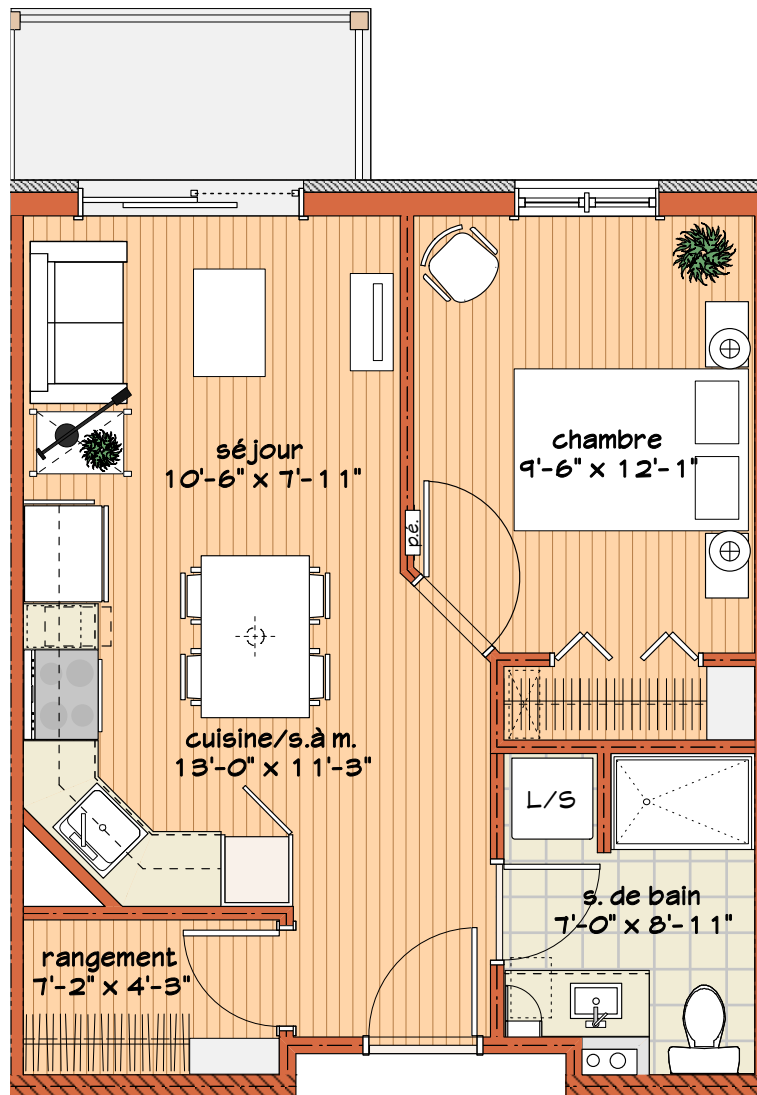 séjour
10'-6" x 7'-11"
chambre
9'-6" x 12'-1"
p.é.
cuisine/s.à m.
13'-0" x 11'-3"
L/S
s. de bain
7'-0" x 8'-11"
rangement
7'-2" x 4'-3"